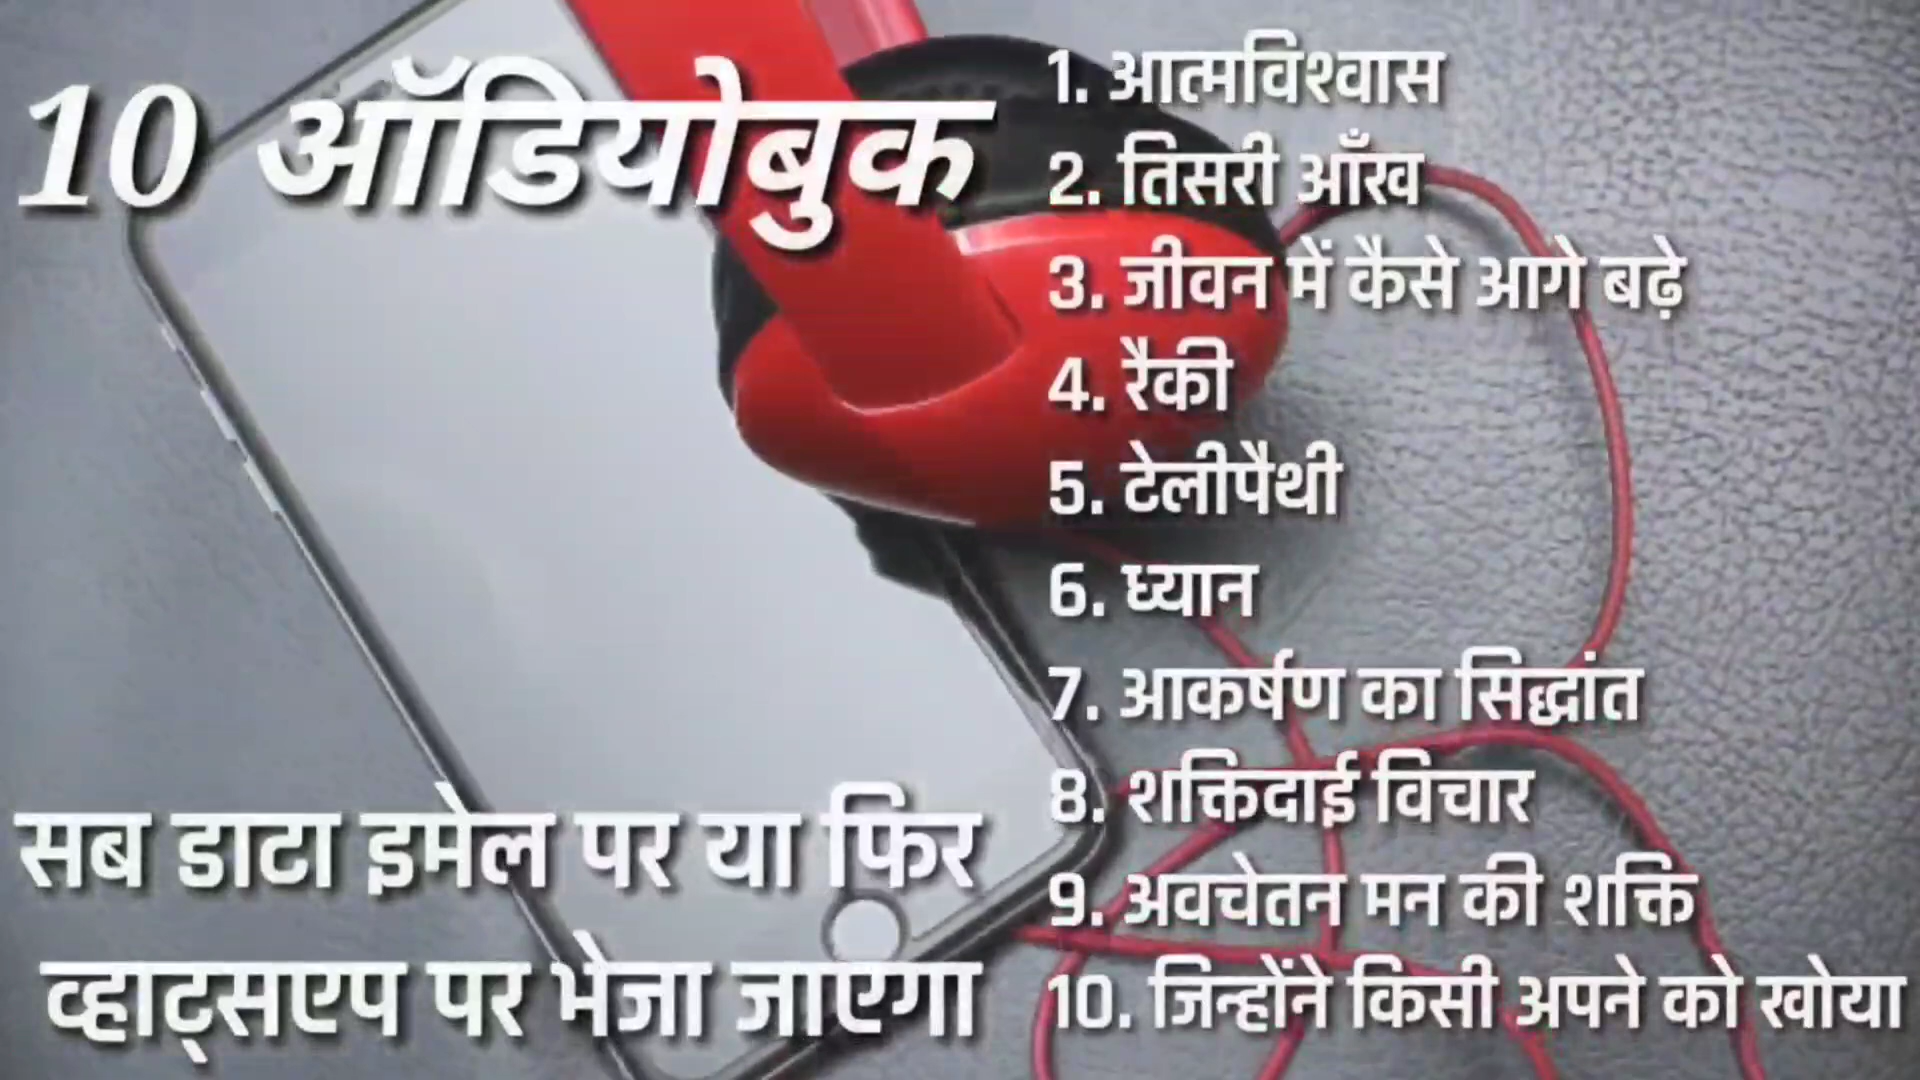 10 ऑडियोबुक
1. आत्मविश्वास
2. तिसरी आँख
3. जीवन में कैसे आगे बढ़े
4. रैकी
5. टेलीपैथी
6. ध्यान
7. आकर्षण का सिद्धांत
8. शक्तिदाई विचार
9. अवचेतन मन की शक्ति
10. जिन्होंने किसी अपने को खोया
सब डाटा इमेल पर या फिर
व्हाट्सएप पर भेजा जाएगा